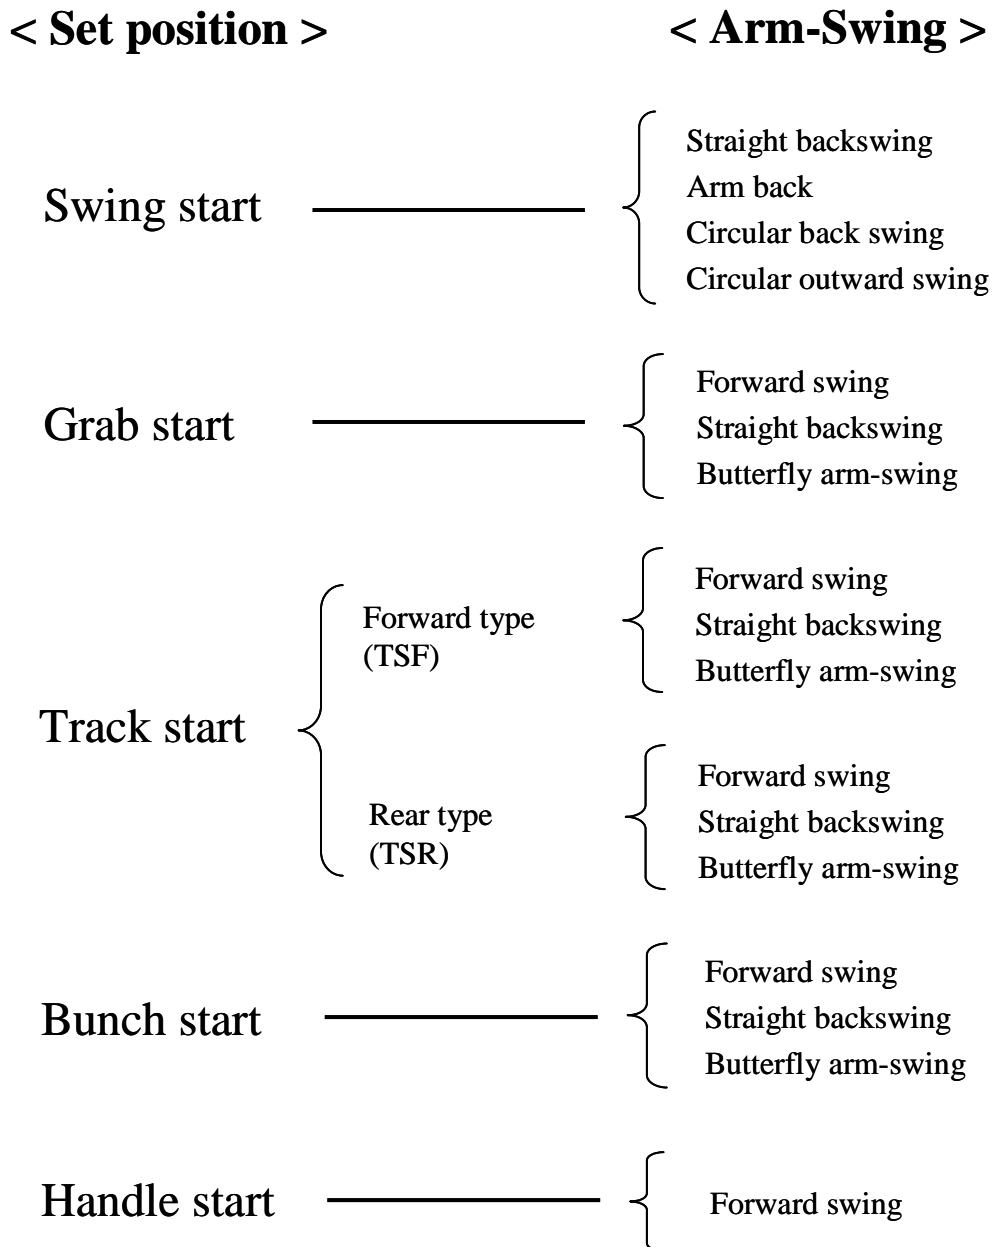 < Set position >
< Arm-Swing >
Swing start
Straight backswing
Arm back
Circular back swing
Circular outward swing
Grab start
Forward swing
Straight backswing
Butterfly arm-swing
Track start
Forward type
(TSF)
Forward swing
Straight backswing
Butterfly arm-swing
Rear type
(TSR)
Forward swing
Straight backswing
Butterfly arm-swing
Bunch start
Forward swing
Straight backswing
Butterfly arm-swing
Handle start
Forward swing